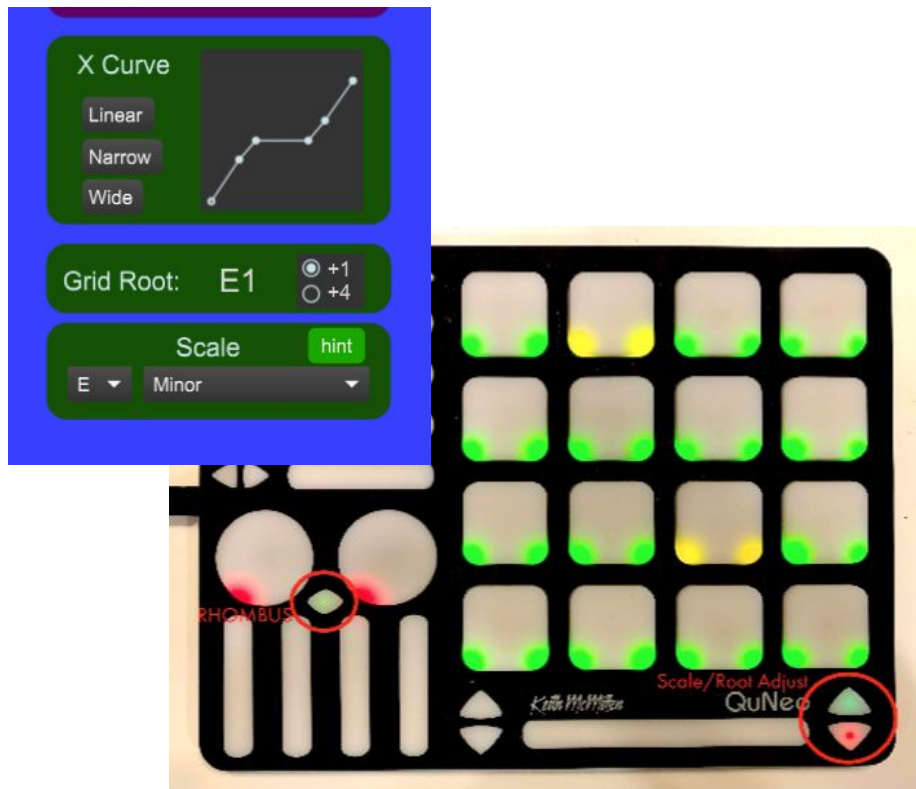 X Curve
Linear
Narrow
Wide
Grid Root: E1 +1
+4
Scale hint
E Minor
RHOMBUS
Scale/Root Adjust
Keith McMillen QuNeo